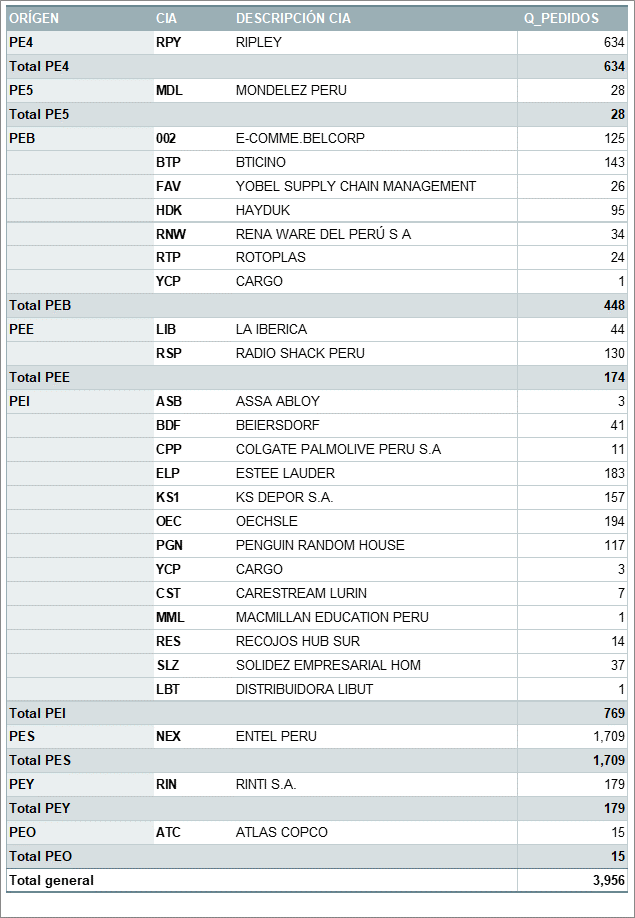 ORÍGEN CIA DESCRIPCIÓN CIA Q_PEDIDOS
PE4 RPY RIPLEY 634
Total PE4 634
PE5 MDL MONDELEZ PERU 28
Total PE5 28
PEB 002 E-COMME.BELCORP 125
BTP BTICINO 143
FAV YOBEL SUPPLY CHAIN MANAGEMENT 26
HDK HAYDUK 95
RNW RENA WARE DEL PERÚ S A 34
RTP ROTOPLAS 24
YCP CARGO 1
Total PEB 448
PEE LIB LA IBERICA 44
RSP RADIO SHACK PERU 130
Total PEE 174
PEI ASB ASSA ABLOY 3
BDF BEIERSDORF 41
CPP COLGATE PALMOLIVE PERU S.A 11
ELP ESTEE LAUDER 183
KS1 KS DEPOR S.A. 157
OEC OECHSLE 194
PGN PENGUIN RANDOM HOUSE 117
YCP CARGO 3
CST CARESTREAM LURIN 7
MML MACMILLAN EDUCATION PERU 1
RES RECOJOS HUB SUR 14
SLZ SOLIDEZ EMPRESARIAL HOM 37
LBT DISTRIBUIDORA LIBUT 1
Total PEI 769
PES NEX ENTEL PERU 1,709
Total PES 1,709
PEY RIN RINTI S.A. 179
Total PEY 179
PEO ATC ATLAS COPCO 15
Total PEO 15
Total general 3,956